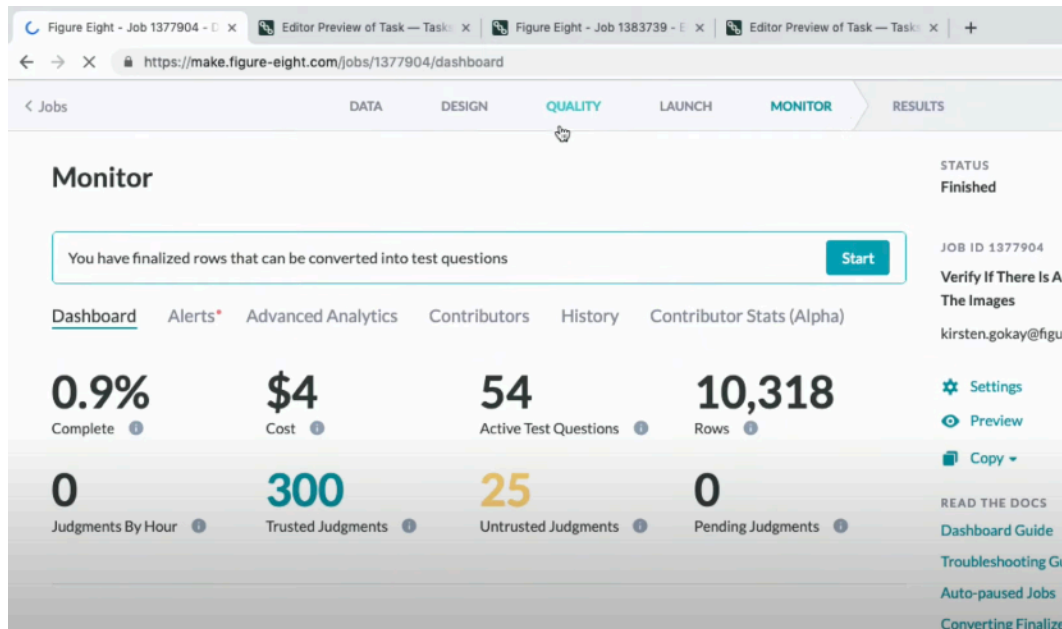 Figure Eight - Job 1377904 - D
Editor Preview of Task — Tasks
Figure Eight - Job 1383739 - E
Editor Preview of Task — Tasks
https://make.figure-eight.com/jobs/1377904/dashboard
< Jobs
DATA
DESIGN
QUALITY
LAUNCH
MONITOR
RESULTS
Monitor
You have finalized rows that can be converted into test questions
Start
Dashboard
Alerts*
Advanced Analytics
Contributors
History
Contributor Stats (Alpha)
0.9%
Complete
$4
Cost
54
Active Test Questions
10,318
Rows
0
Judgments By Hour
300
Trusted Judgments
25
Untrusted Judgments
0
Pending Judgments
STATUS
Finished
JOB ID 1377904
Verify If There Is A
The Images
kirsten.gokay@figu
Settings
Preview
Copy
READ THE DOCS
Dashboard Guide
Troubleshooting Gu
Auto-paused Jobs
Converting Finalize